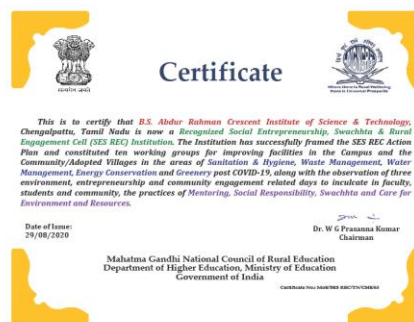 सत्यमेव जयते
Certificate
This is to certify that B.S. Abdur Rahman Crescent Institute of Science & Technology,
Chengalpattu, Tamil Nadu is now a Recognized Social Entrepreneurship, Swachhta & Rural
Engagement Cell (SES REC) Institution. The Institution has successfully framed the SES REC Action
Plan and constituted ten working groups for improving facilities in the Campus and the
Community/Adopted Villages in the areas of Sanitation & Hygiene, Waste Management, Water
Management, Energy Conservation and Greenery post COVID-19, along with the observation of three
environment, entrepreneurship and community engagement related days to inculcate in faculty,
students and community, the practices of Mentoring, Social Responsibility, Swachhta and Care for
Environment and Resources.
Date of Issue:
29/08/2020
Dr. W G Prasanna Kumar
Chairman
Mahatma Gandhi National Council of Rural Education
Department of Higher Education, Ministry of Education
Government of India